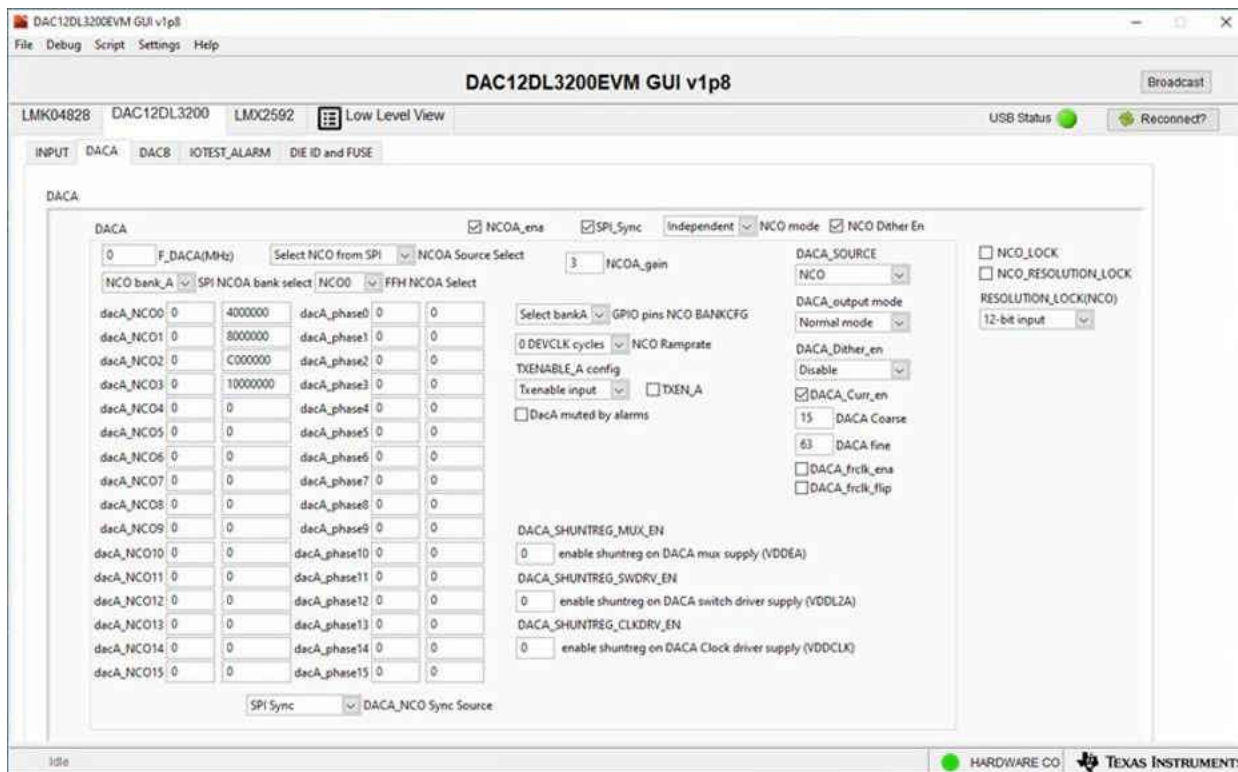 DAC12DL3200EVM GUI v1p8
File Debug Script Settings Help
DAC12DL3200EVM GUI v1p8
Broadcast
LMK04828 DAC12DL3200 LMX2592 Low Level View USB Status Reconnect?
INPUT DACA DACB IOTEST_ALARM DIE ID and FUSE
DACA
DACA NCOA_ena SPI_Sync Independent NCO mode NCO Dither En
0 F_DACA(MHz) Select NCO from SPI NCOA Source Select 3 NCOA_gain DACA_SOURCE NCO_LOCK
NCO NCO_RESOLUTION_LOCK
NCO bank_A SPI NCOA bank select NCO0 FFH NCOA Select
DACA_output mode RESOLUTION_LOCK(NCO)
dacA_NCO0 0 4000000 dacA_phase0 0 0 Select bankA GPIO pins NCO BANKCFG Normal mode 12-bit input
dacA_NCO1 0 8000000 dacA_phase1 0 0 0 DEVCLK cycles NCO Ramprate DACA_Dither_en
dacA_NCO2 0 C000000 dacA_phase2 0 0 TXENABLE_A config Disable
dacA_NCO3 0 10000000 dacA_phase3 0 0 Txenable input TXEN_A DACA_Curr_en
dacA_NCO4 0 0 dacA_phase4 0 0 DacA muted by alarms 15 DACA Coarse
dacA_NCO5 0 0 dacA_phase5 0 0 63 DACA fine
dacA_NCO6 0 0 dacA_phase6 0 0 DACA_frclk_ena
dacA_NCO7 0 0 dacA_phase7 0 0 DACA_frclk_flip
dacA_NCO8 0 0 dacA_phase8 0 0
dacA_NCO9 0 0 dacA_phase9 0 0 DACA_SHUNTREG_MUX_EN
dacA_NCO10 0 0 dacA_phase10 0 0 0 enable shuntreg on DACA mux supply (VDDEA)
dacA_NCO11 0 0 dacA_phase11 0 0 DACA_SHUNTREG_SWDRV_EN
dacA_NCO12 0 0 dacA_phase12 0 0 0 enable shuntreg on DACA switch driver supply (VDDL2A)
dacA_NCO13 0 0 dacA_phase13 0 0 DACA_SHUNTREG_CLKDRV_EN
dacA_NCO14 0 0 dacA_phase14 0 0 0 enable shuntreg on DACA Clock driver supply (VDDCLK)
dacA_NCO15 0 0 dacA_phase15 0 0
SPI Sync DACA_NCO Sync Source
Idle HARDWARE CO TEXAS INSTRUMENTS